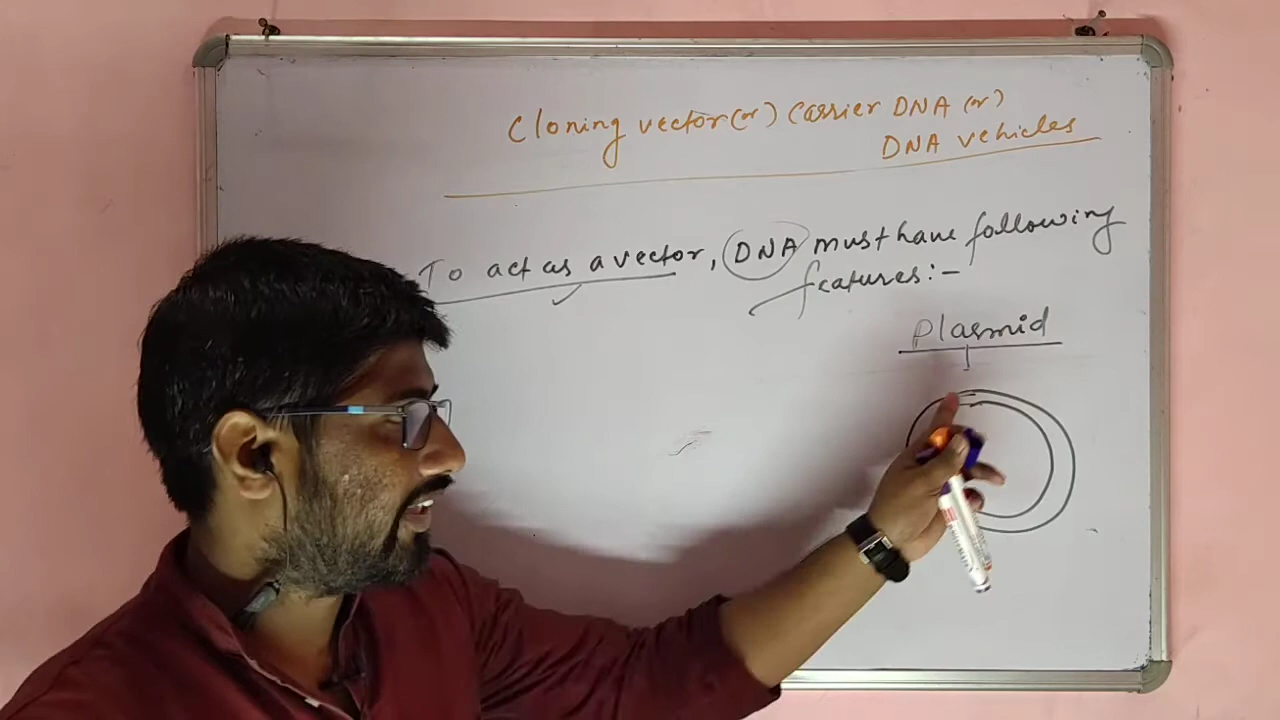 Cloning vector (or) Carrier DNA (or)
DNA vehicles
To act as a vector, DNA must have following
features:-
Plasmid